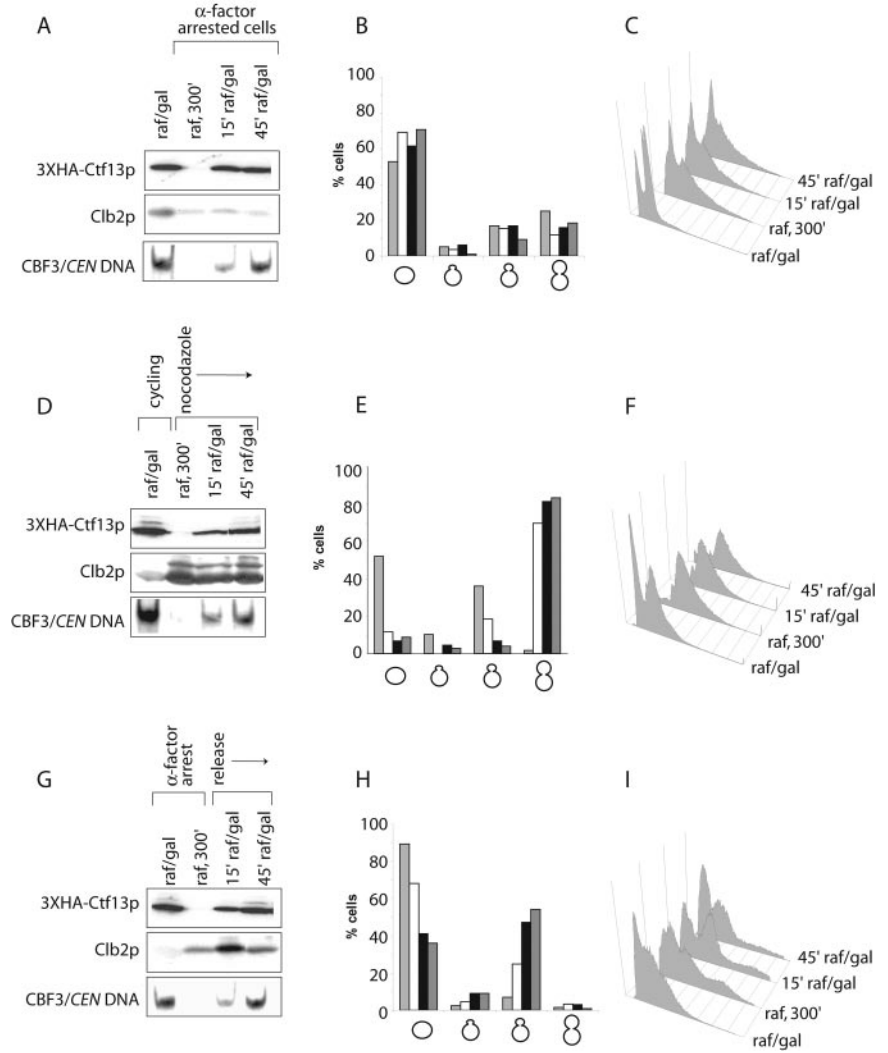 A
α-factor
arrested cells
raf/gal
raf, 300'
15' raf/gal
45' raf/gal
3XHA-Ctf13p
Clb2p
CBF3/CEN DNA
B
100
80
60
40
20
0
% cells
C
45' raf/gal
15' raf/gal
raf, 300'
raf/gal
D
cycling
nocodazole
raf/gal
raf, 300'
15' raf/gal
45' raf/gal
3XHA-Ctf13p
Clb2p
CBF3/CEN DNA
E
100
80
60
40
20
0
% cells
F
45' raf/gal
15' raf/gal
raf, 300'
raf/gal
G
α-factor
arrest
release
raf/gal
raf, 300'
15' raf/gal
45' raf/gal
3XHA-Ctf13p
Clb2p
CBF3/CEN DNA
H
100
80
60
40
20
0
% cells
I
45' raf/gal
15' raf/gal
raf, 300'
raf/gal